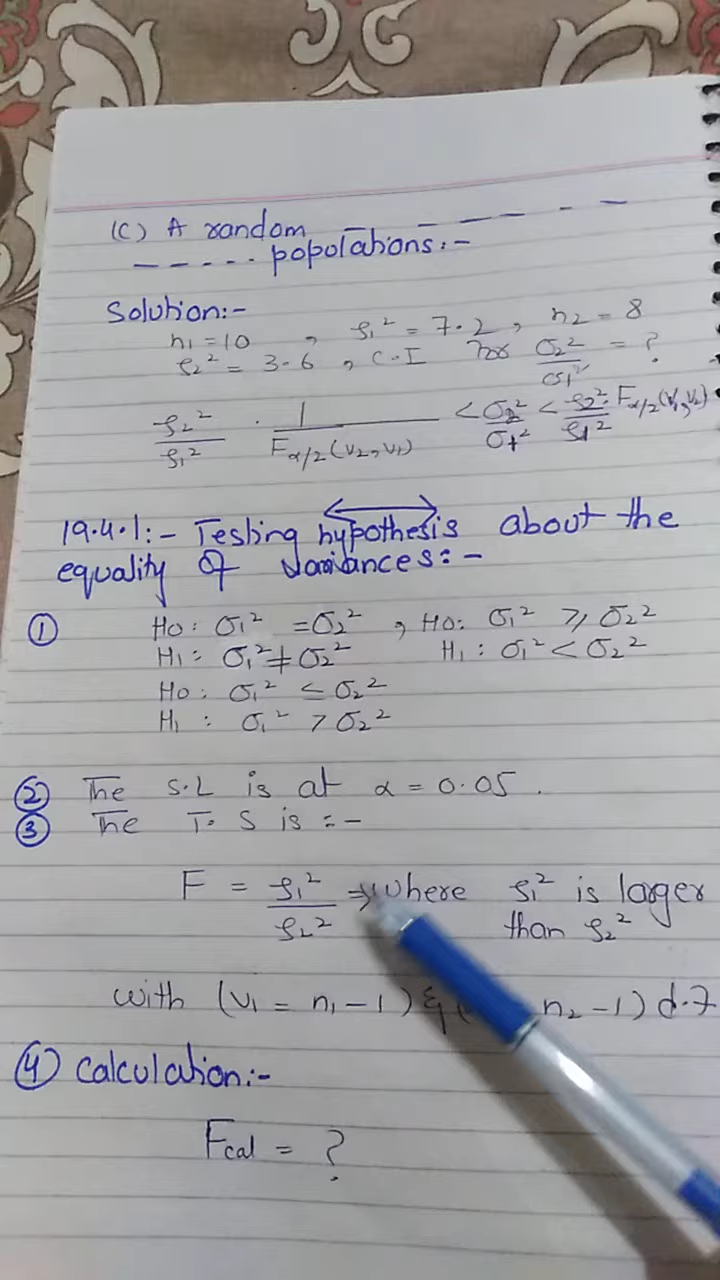 (c) A random _ _ _ _ _ _
_ _ _ _ _ popolations:-
Solution:-
n₁ = 10 , s₁² = 7.2 , n₂ = 8
s₂² = 3.6 , C.I for σ₂²/σ₁² = ?
s₂²/s₁² . 1/F α/2 (v₂,v₁) < σ₂²/σ₁² < s₂²/s₁² . F α/2 (v₁,v₂)
19.4.1:- Testing hypothesis about the
equality of variances:-
① H₀: σ₁² = σ₂² , H₀: σ₁² ≥ σ₂²
H₁: σ₁² ≠ σ₂² H₁: σ₁² < σ₂²
H₀: σ₁² ≤ σ₂²
H₁: σ₁² > σ₂²
② The S.L is at α = 0.05.
③ The T.S is:-
F = s₁²/s₂² ⇒ where s₁² is larger
than s₂²
with (v₁ = n₁ - 1) & ( n₂ - 1) d.f
④ Calculation:-
Fcal = ?